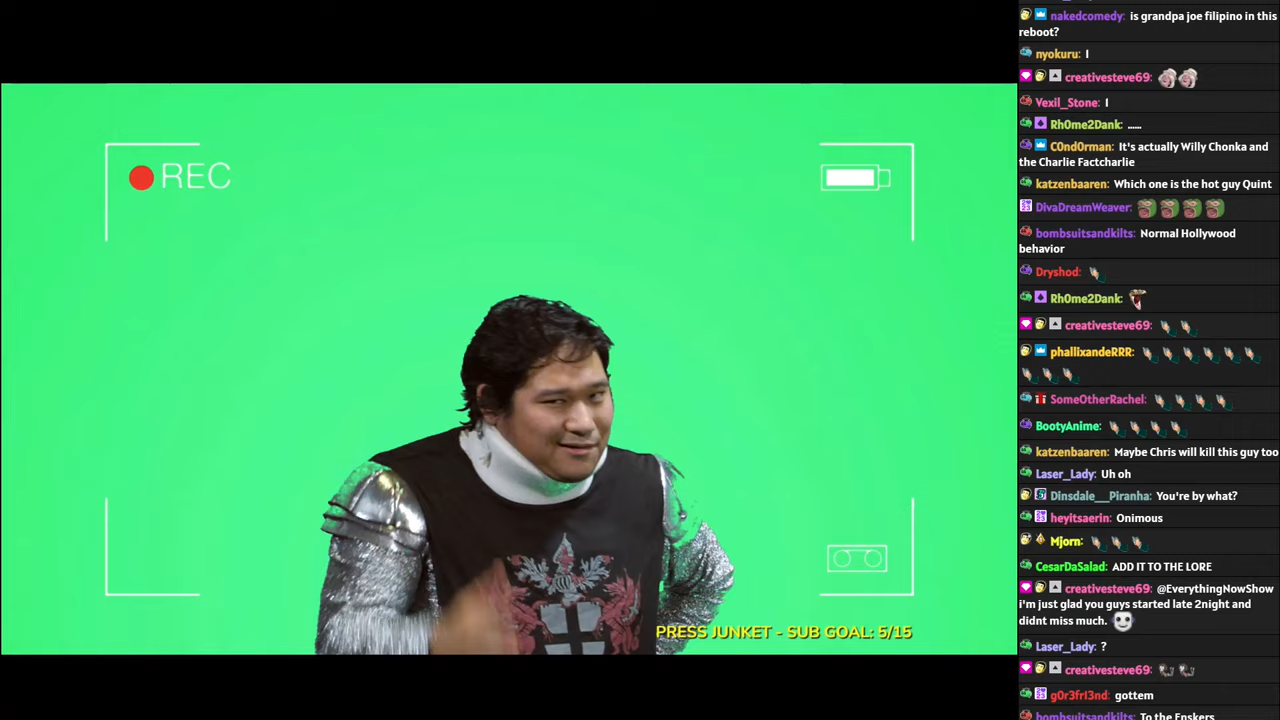 REC
PRESS JUNKET - SUB GOAL: 5/15
nakedcomedy: is grandpa joe filipino in this
reboot?
nyokuru: I
creativesteve69:
Vexil_Stone: I
Rh0me2Dank: .....
C0nd0rman: It's actually Willy Chonka and
the Charlie Factcharlie
katzenbaaren: Which one is the hot guy Quint
DivaDreamWeaver:
bombsuitsandkilts: Normal Hollywood
behavior
Dryshod:
Rh0me2Dank:
creativesteve69:
phallixandeRRR:
SomeOtherRachel:
BootyAnime:
katzenbaaren: Maybe Chris will kill this guy too
Laser_Lady: Uh oh
Dinsdale__Piranha: You're by what?
heyitsaerin: Onimous
Mjorn:
CesarDaSalad: ADD IT TO THE LORE
creativesteve69: @EverythingNowShow
i'm just glad you guys started late 2night and
didnt miss much.
Laser_Lady: ?
creativesteve69:
g0r3frI3nd: gottem
bombsuitsandkilts: To the Enskers